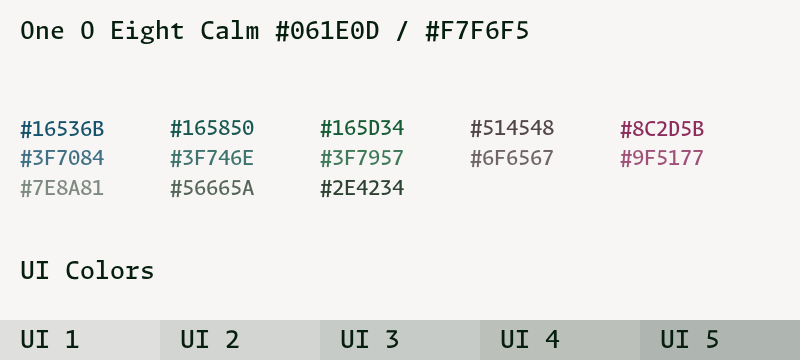 One O Eight Calm #061E0D / #F7F6F5
#16536B #165850 #165D34 #514548 #8C2D5B
#3F7084 #3F746E #3F7957 #6F6567 #9F5177
#7E8A81 #56665A #2E4234
UI Colors
UI 1 UI 2 UI 3 UI 4 UI 5